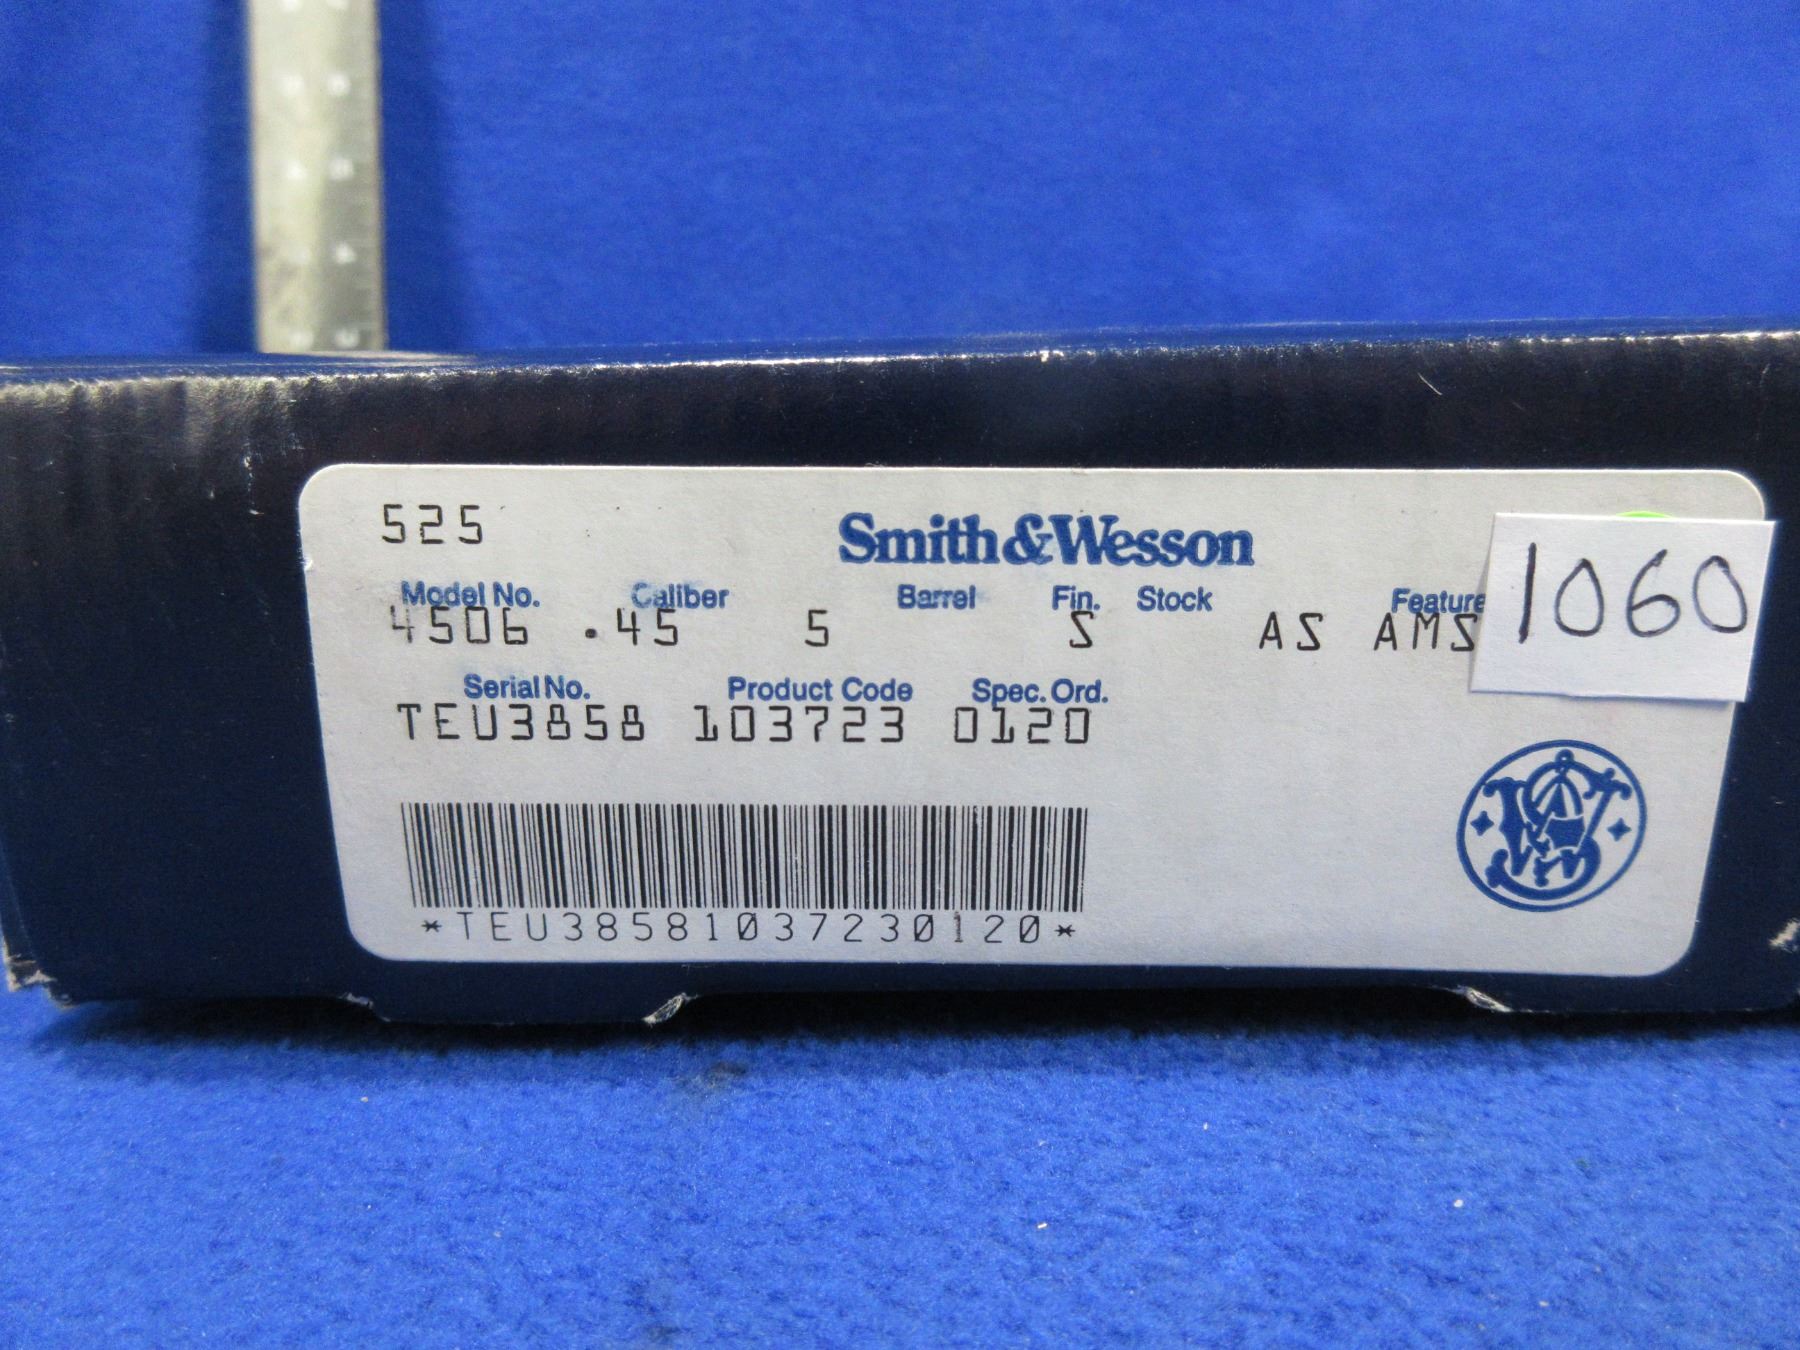 525
Smith & Wesson
Model No. Caliber Barrel Fin. Stock Feature
4506 .45 5 S AS AMS
1060
Serial No. Product Code Spec. Ord.
TEU3858 103723 0120
*TEU38581037230120*